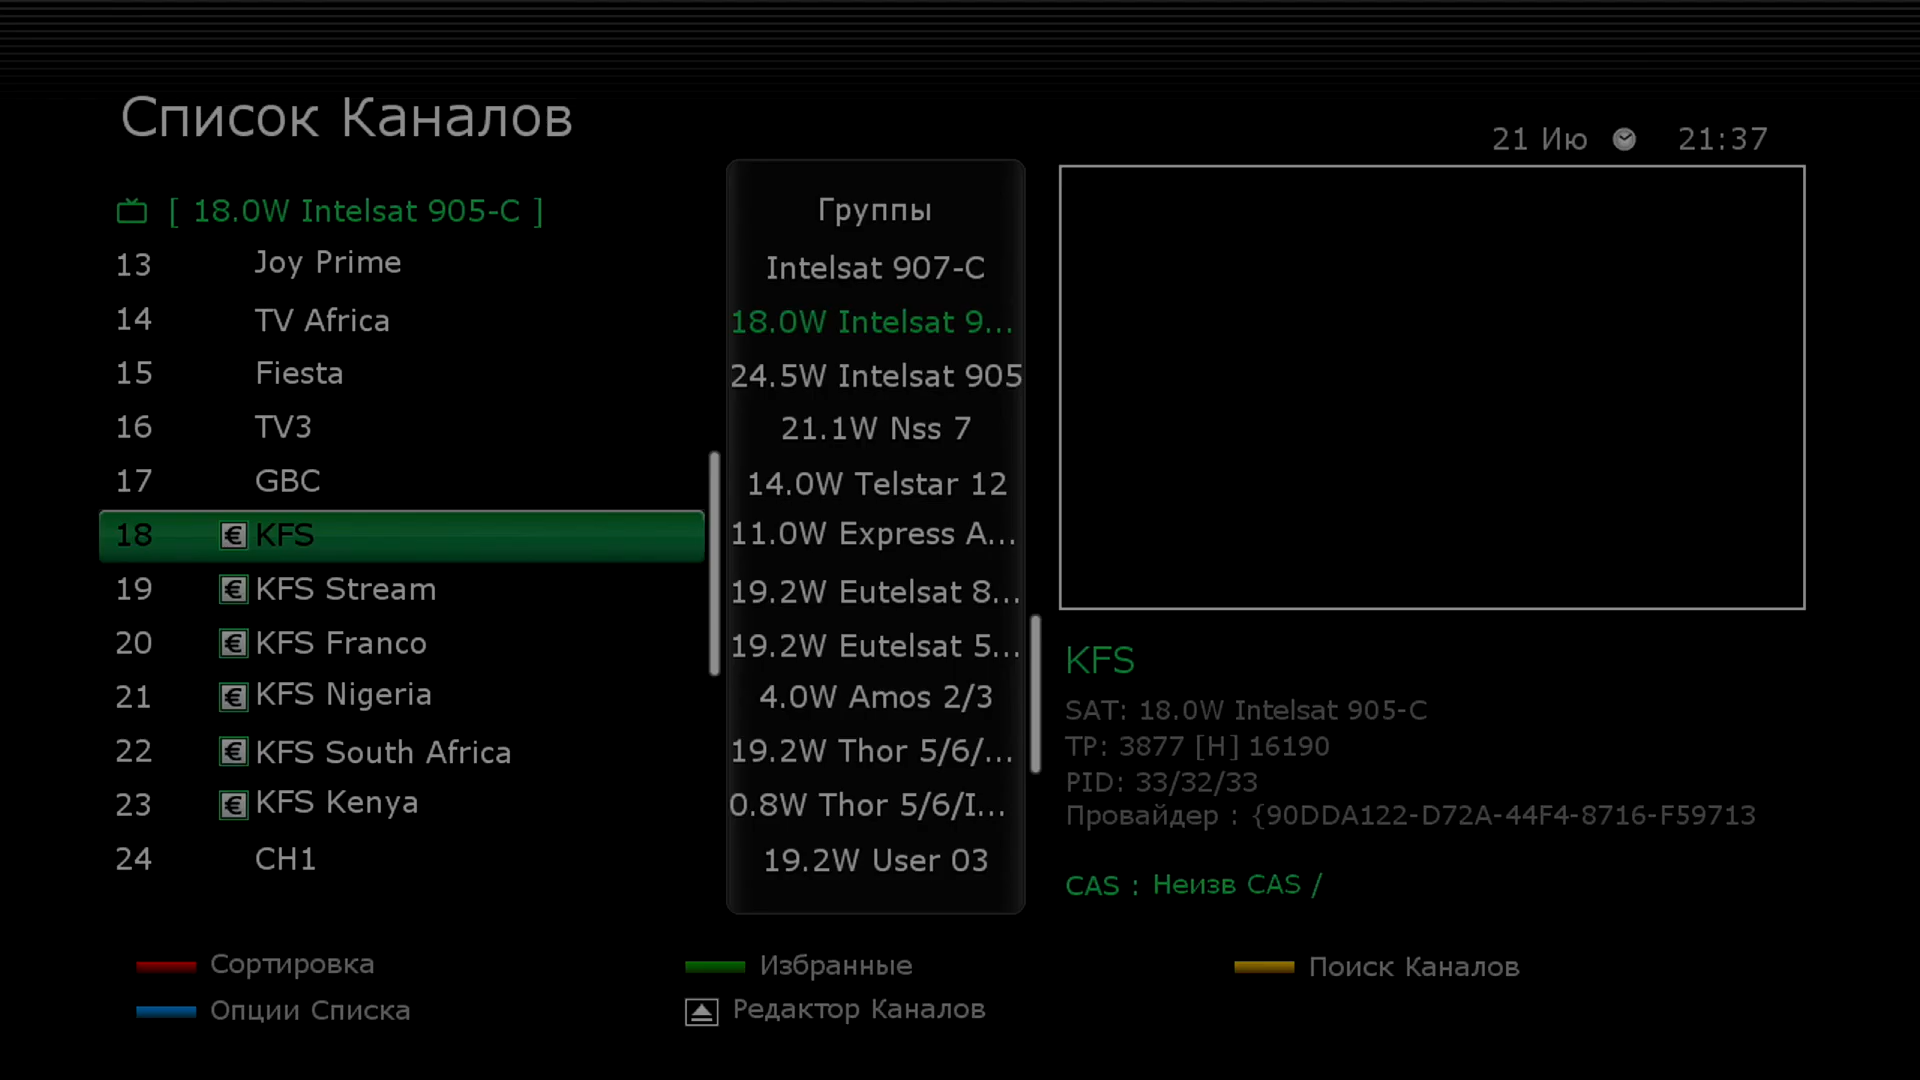 Список Каналов
21 Ию 21:37
[ 18.0W Intelsat 905-C ]
13 Joy Prime
14 TV Africa
15 Fiesta
16 TV3
17 GBC
18 € KFS
19 € KFS Stream
20 € KFS Franco
21 € KFS Nigeria
22 € KFS South Africa
23 € KFS Kenya
24 CH1
Группы
Intelsat 907-C
18.0W Intelsat 9...
24.5W Intelsat 905
21.1W Nss 7
14.0W Telstar 12
11.0W Express A...
19.2W Eutelsat 8...
19.2W Eutelsat 5...
4.0W Amos 2/3
19.2W Thor 5/6/...
0.8W Thor 5/6/I...
19.2W User 03
KFS
SAT: 18.0W Intelsat 905-C
TP: 3877 [H] 16190
PID: 33/32/33
Провайдер : {90DDA122-D72A-44F4-8716-F59713
CAS : Неизв CAS /
Сортировка
Избранные
Поиск Каналов
Опции Списка
Редактор Каналов